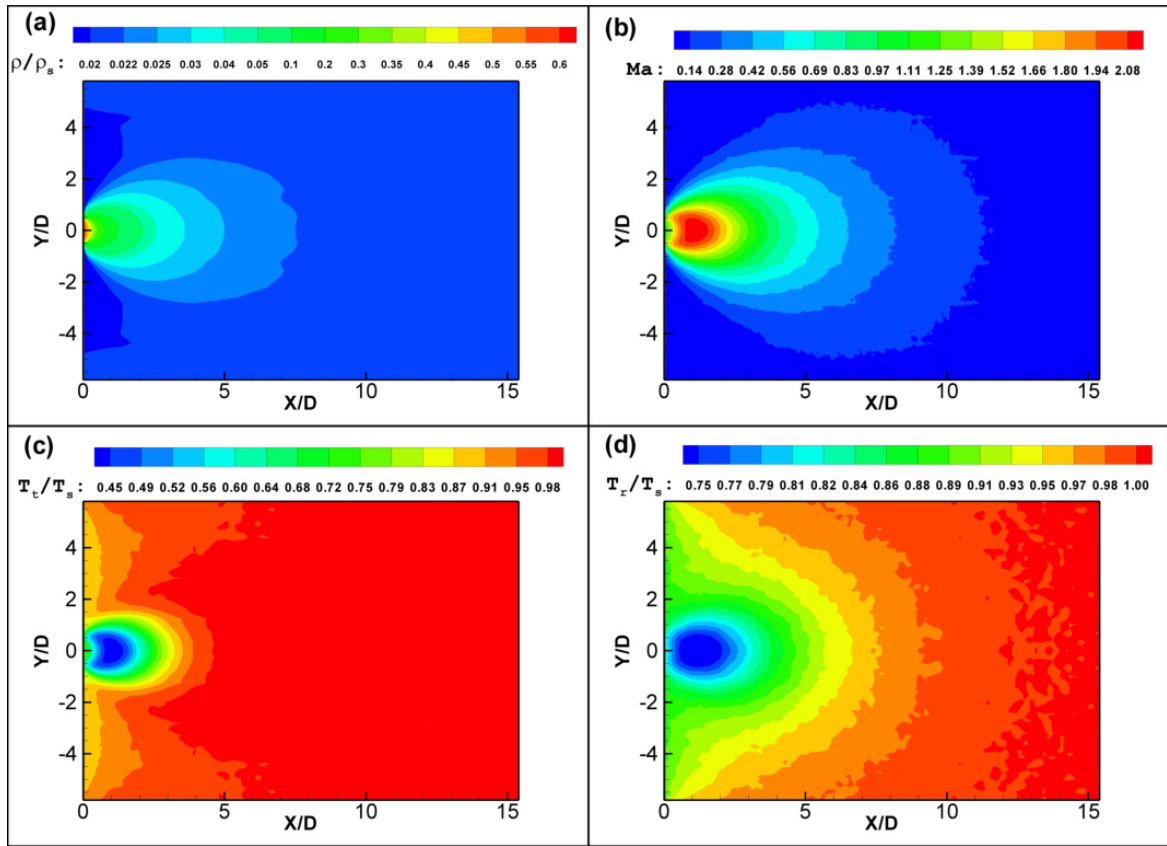 (a)
ρ/ρs: 0.02 0.022 0.025 0.03 0.04 0.05 0.1 0.2 0.3 0.35 0.4 0.45 0.5 0.55 0.6
Y/D
4
2
0
-2
-4
0 5 10 15
X/D
(b)
Ma: 0.14 0.28 0.42 0.56 0.69 0.83 0.97 1.11 1.25 1.39 1.52 1.66 1.80 1.94 2.08
Y/D
4
2
0
-2
-4
0 5 10 15
X/D
(c)
Tt/Ts: 0.45 0.49 0.52 0.56 0.60 0.64 0.68 0.72 0.75 0.79 0.83 0.87 0.91 0.95 0.98
Y/D
4
2
0
-2
-4
0 5 10 15
X/D
(d)
Tr/Ts: 0.75 0.77 0.79 0.81 0.82 0.84 0.86 0.88 0.89 0.91 0.93 0.95 0.97 0.98 1.00
Y/D
4
2
0
-2
-4
0 5 10 15
X/D